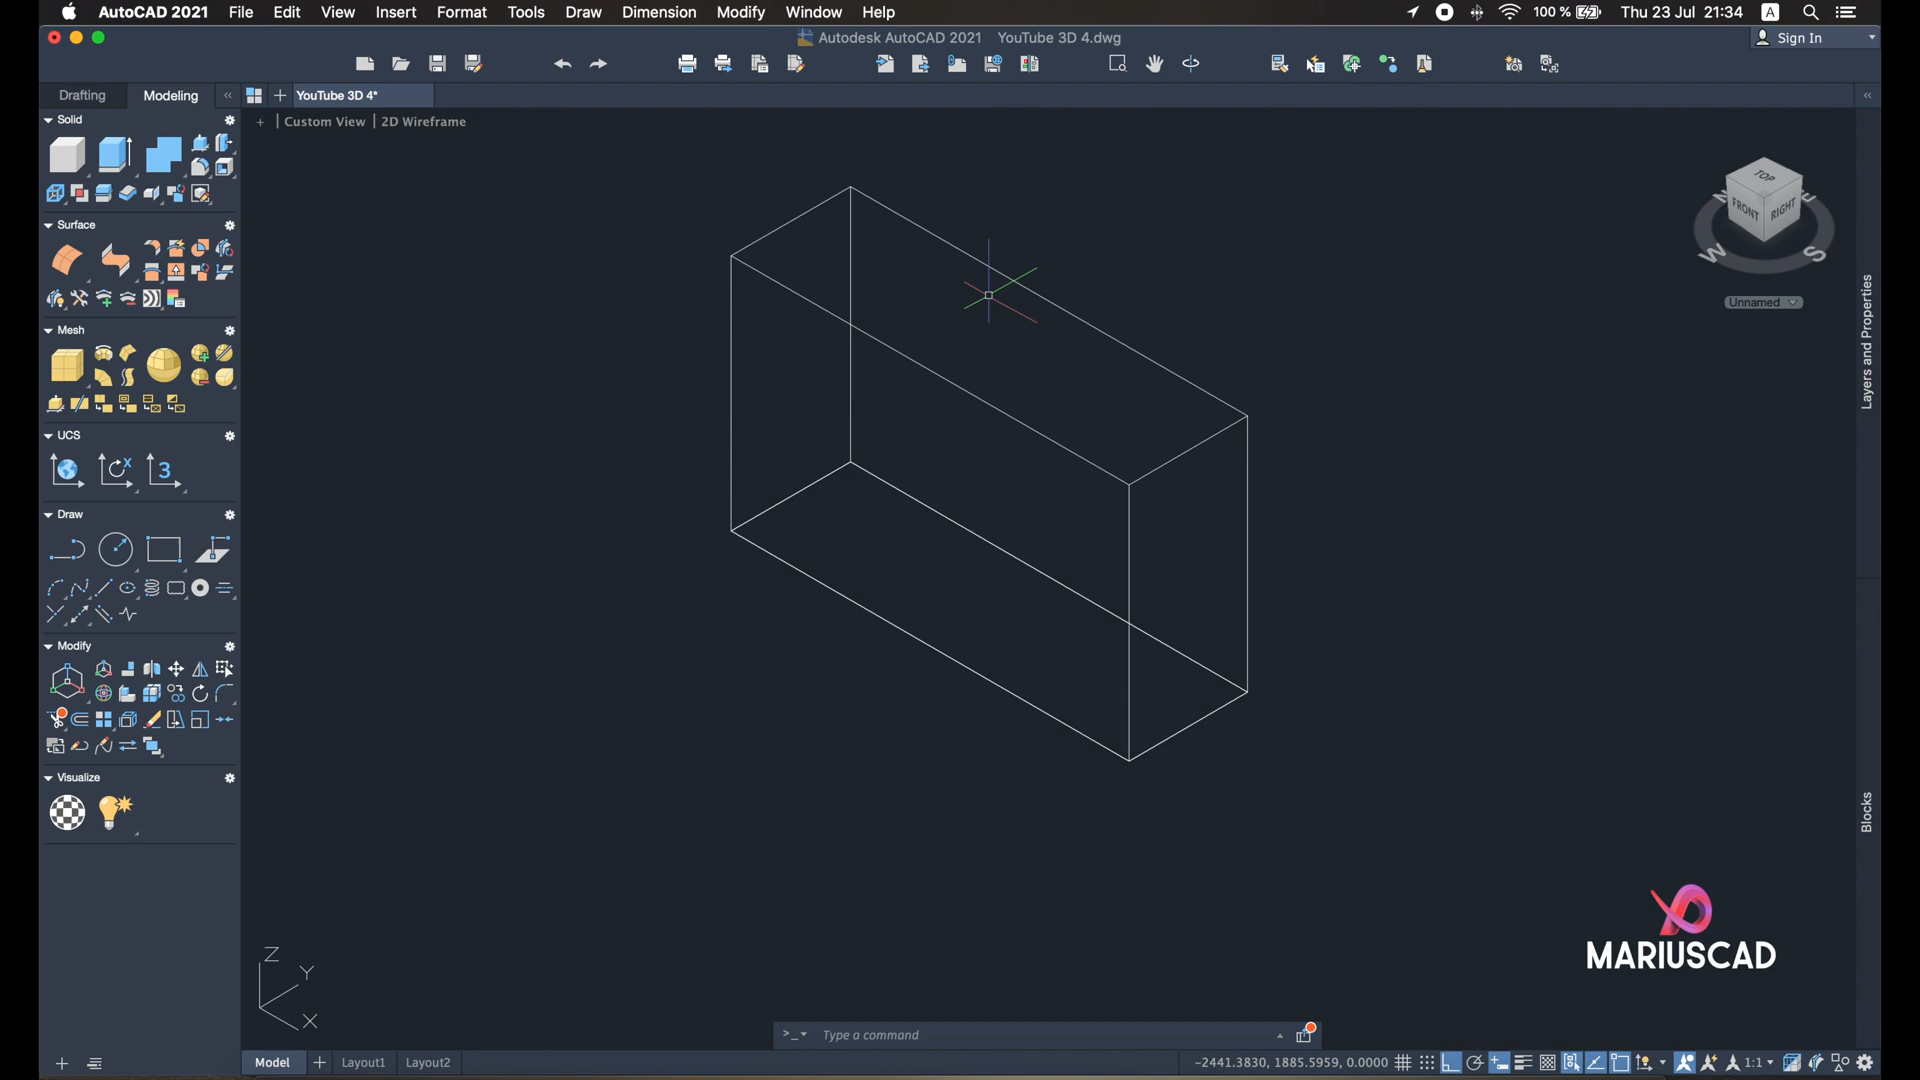 AutoCAD 2021 File Edit View Insert Format Tools Draw Dimension Modify Window Help 100 % Thu 23 Jul 21:34 A
Autodesk AutoCAD 2021 YouTube 3D 4.dwg
Sign In
Drafting Modeling « + YouTube 3D 4* «
+ | Custom View | 2D Wireframe
Solid
Surface
Mesh
UCS
X 3
Draw
Modify
Visualize
TOP
FRONT RIGHT
W S
Unnamed
Layers and Properties
Blocks
MARIUSCAD
Z
Y
X
>_ Type a command
Model + Layout1 Layout2
-2441.3830, 1885.5959, 0.0000 1:1